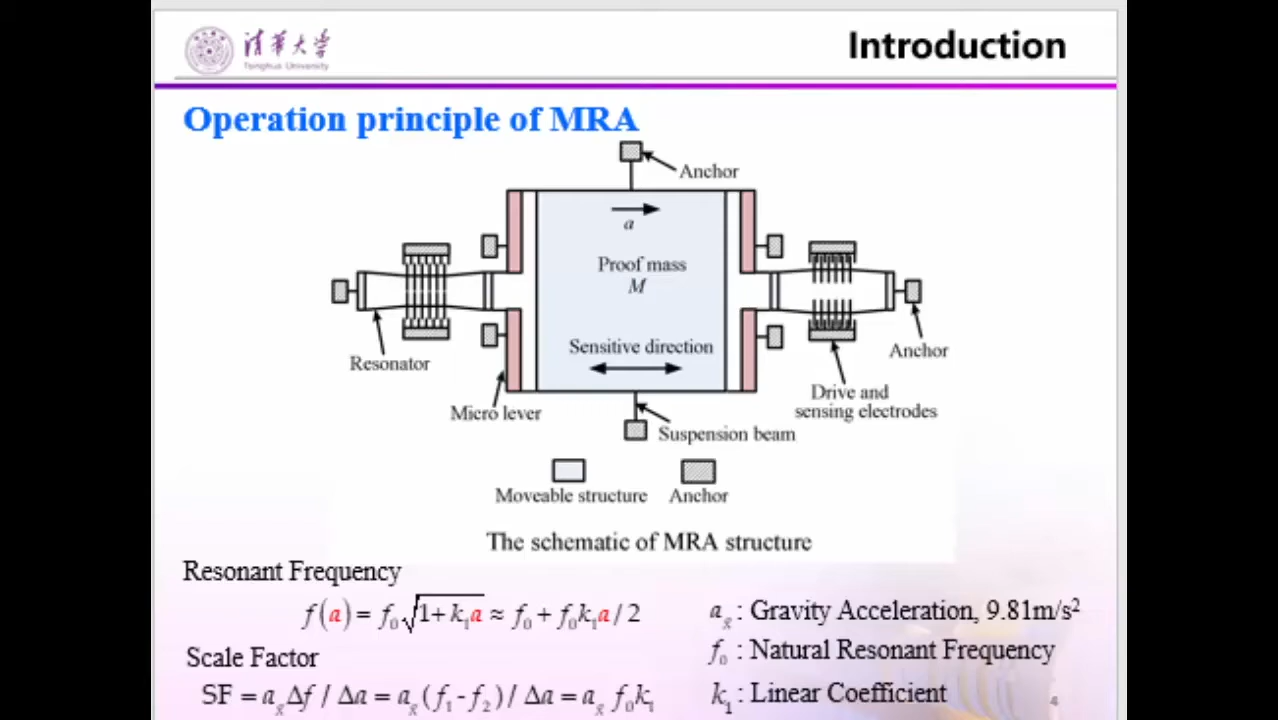 清华大学
Tsinghua University
Introduction
Operation principle of MRA
Anchor
a
Proof mass
M
Sensitive direction
Resonator
Anchor
Micro lever
Drive and
sensing electrodes
Suspension beam
Moveable structure
Anchor
The schematic of MRA structure
Resonant Frequency
f(a) = f₀√(1+k₁a) ≈ f₀ + f₀k₁a / 2
a_g : Gravity Acceleration, 9.81m/s²
f₀ : Natural Resonant Frequency
Scale Factor
SF = a_g Δf / Δa = a_g (f₁ - f₂) / Δa = a_g f₀k₁
k₁ : Linear Coefficient
4